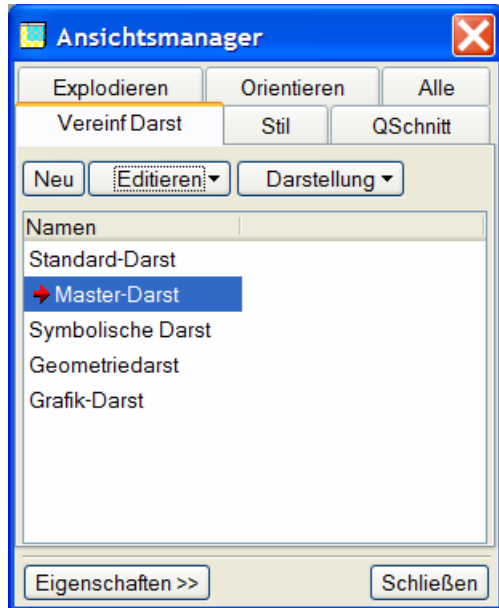 Ansichtsmanager
Explodieren Orientieren Alle
Vereinf Darst Stil QSchnitt
Neu Editieren Darstellung
Namen
Standard-Darst
Master-Darst
Symbolische Darst
Geometriedarst
Grafik-Darst
Eigenschaften >> Schließen